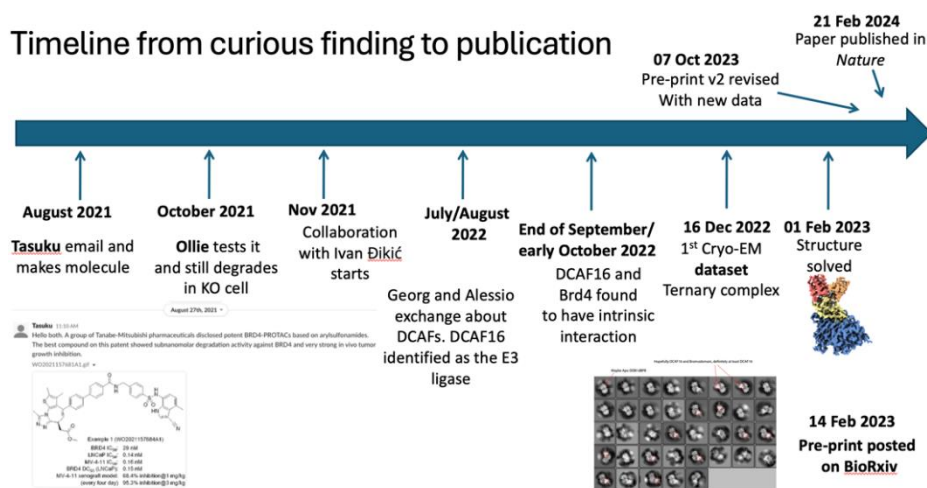 Timeline from curious finding to publication
21 Feb 2024
Paper published in
Nature
07 Oct 2023
Pre-print v2 revised
With new data
August 2021
Tasuku email and
makes molecule
October 2021
Ollie tests it
and still degrades
in KO cell
Nov 2021
Collaboration
with Ivan Đikić
starts
July/August
2022
Georg and Alessio
exchange about
DCAFs. DCAF16
identified as the E3
ligase
End of September/
early October 2022
DCAF16 and
Brd4 found
to have intrinsic
interaction
16 Dec 2022
1st Cryo-EM
dataset
Ternary complex
01 Feb 2023
Structure
solved
14 Feb 2023
Pre-print posted
on BioRxiv
August 27th, 2021
Tasuku
Hello both. A group of Tanabe-Mitsubishi pharmaceuticals disclosed potent BRD4-PROTACs based on arylsulfonamides.
The best compound on this patent showed subnanomolar degradation activity against BRD4 and very strong in vivo tumor
growth inhibition.